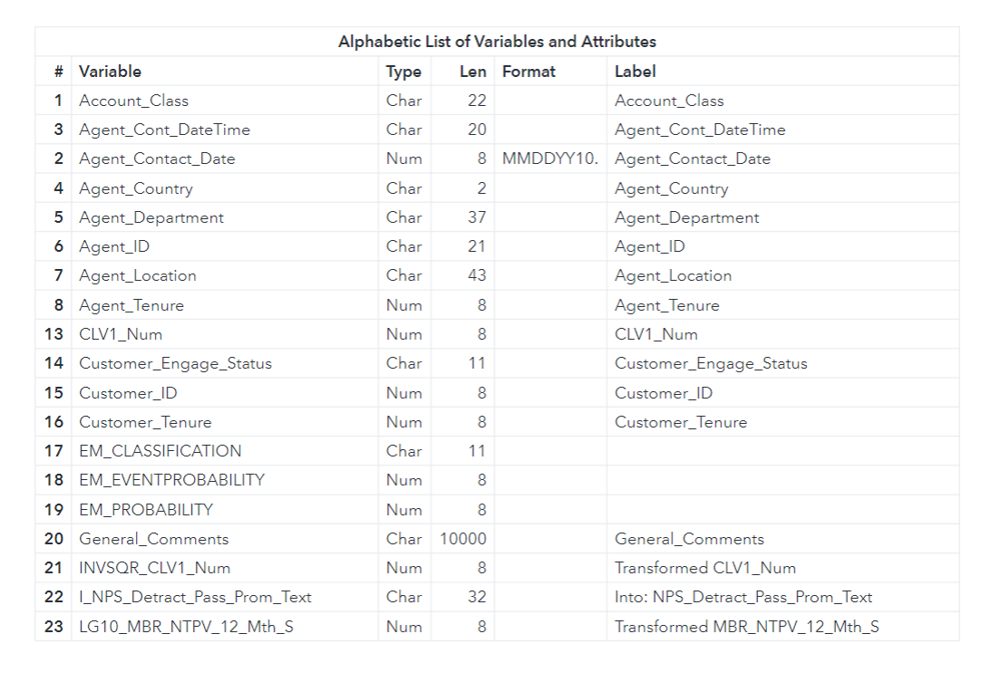 Alphabetic List of Variables and Attributes
# Variable Type Len Format Label
1 Account_Class Char 22 Account_Class
3 Agent_Cont_DateTime Char 20 Agent_Cont_DateTime
2 Agent_Contact_Date Num 8 MMDDYY10. Agent_Contact_Date
4 Agent_Country Char 2 Agent_Country
5 Agent_Department Char 37 Agent_Department
6 Agent_ID Char 21 Agent_ID
7 Agent_Location Char 43 Agent_Location
8 Agent_Tenure Num 8 Agent_Tenure
13 CLV1_Num Num 8 CLV1_Num
14 Customer_Engage_Status Char 11 Customer_Engage_Status
15 Customer_ID Num 8 Customer_ID
16 Customer_Tenure Num 8 Customer_Tenure
17 EM_CLASSIFICATION Char 11
18 EM_EVENTPROBABILITY Num 8
19 EM_PROBABILITY Num 8
20 General_Comments Char 10000 General_Comments
21 INVSQR_CLV1_Num Num 8 Transformed CLV1_Num
22 I_NPS_Detract_Pass_Prom_Text Char 32 Into: NPS_Detract_Pass_Prom_Text
23 LG10_MBR_NTPV_12_Mth_S Num 8 Transformed MBR_NTPV_12_Mth_S